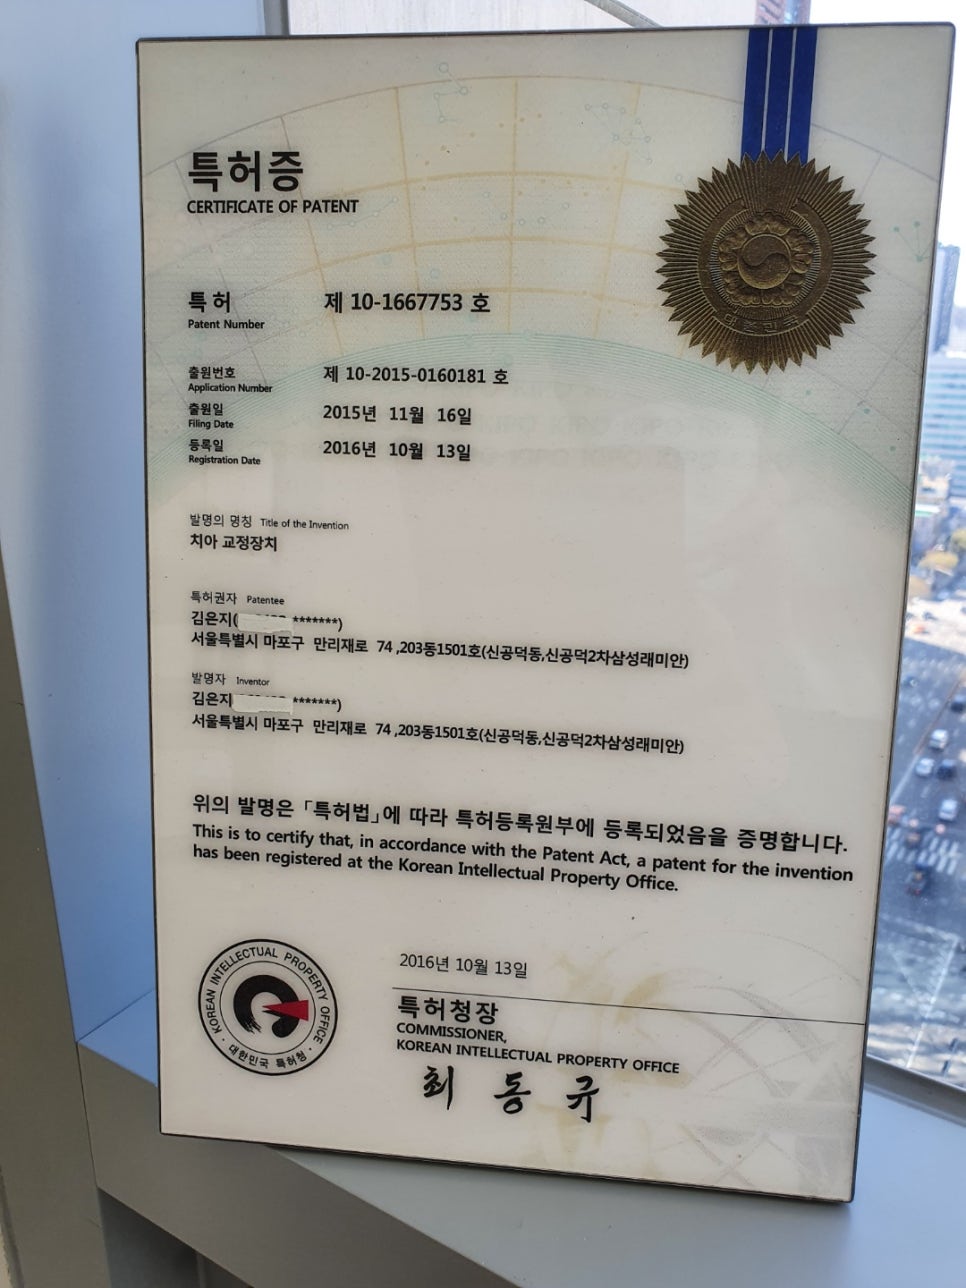 특허증
CERTIFICATE OF PATENT
대한민국
특허 제 10-1667753 호
Patent Number
출원번호 제 10-2015-0160181 호
Application Number
출원일 2015년 11월 16일
Filing Date
등록일 2016년 10월 13일
Registration Date
발명의 명칭 Title of the Invention
치아 교정장치
특허권자 Patentee
김은지( *******)
서울특별시 마포구 만리재로 74 ,203동1501호(신공덕동,신공덕2차삼성래미안)
발명자 Inventor
김은지 *******)
서울특별시 마포구 만리재로 74 ,203동1501호(신공덕동,신공덕2차삼성래미안)
위의 발명은 「특허법」에 따라 특허등록원부에 등록되었음을 증명합니다.
This is to certify that, in accordance with the Patent Act, a patent for the invention
has been registered at the Korean Intellectual Property Office.
2016년 10월 13일
특허청장
COMMISSIONER,
KOREAN INTELLECTUAL PROPERTY OFFICE
최동규
KOREAN INTELLECTUAL PROPERTY OFFICE
· 대한민국 특허청 ·